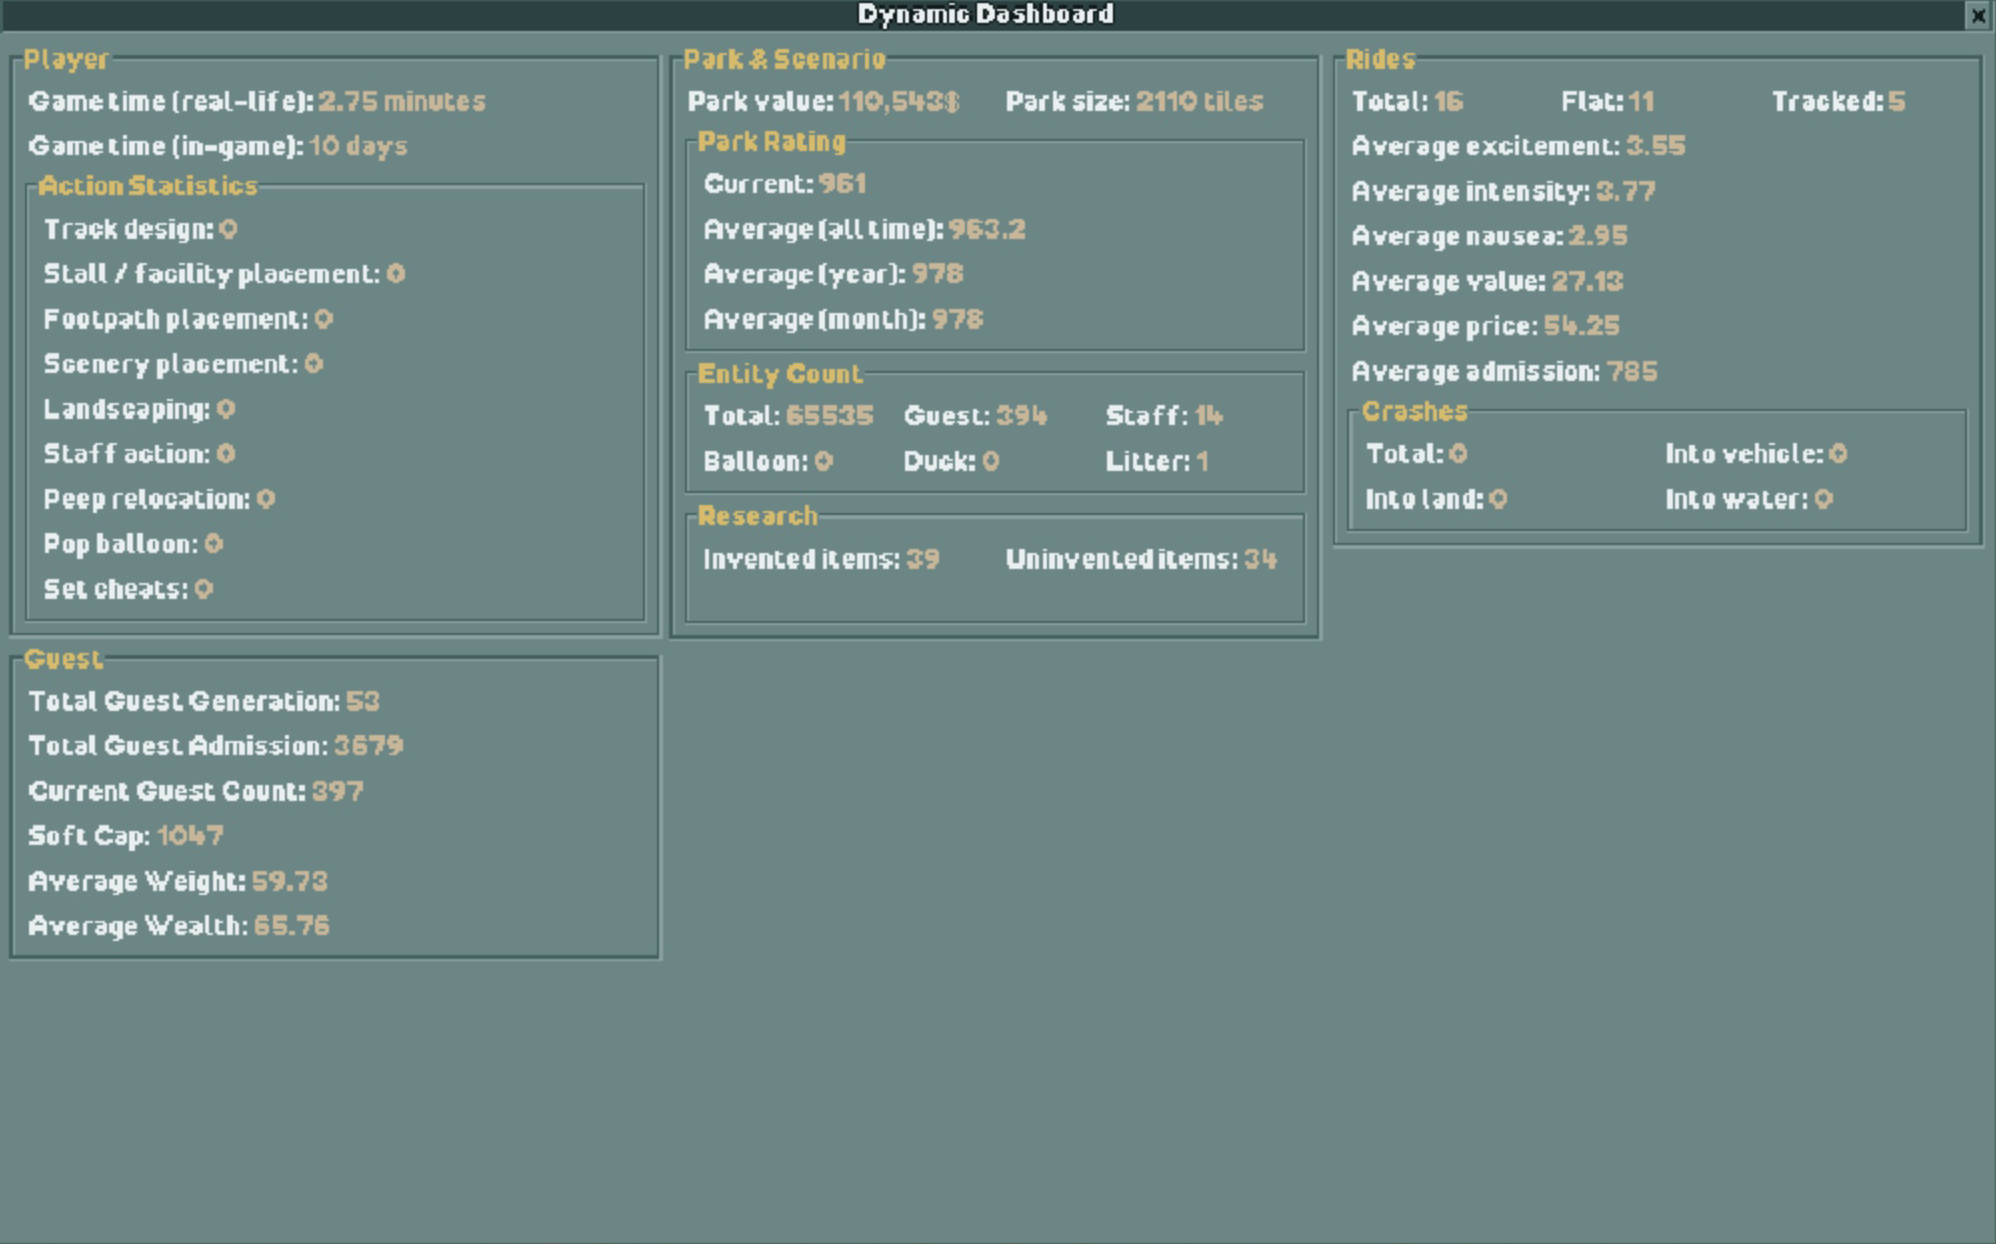 Dynamic Dashboard
Player
Game time (real-life): 2.75 minutes
Game time (in-game): 10 days
Action Statistics
Track design: 0
Stall / facility placement: 0
Footpath placement: 0
Scenery placement: 0
Landscaping: 0
Staff action: 0
Peep relocation: 0
Pop balloon: 0
Set cheats: 0
Guest
Total Guest Generation: 53
Total Guest Admission: 3679
Current Guest Count: 397
Soft Cap: 1047
Average Weight: 59.73
Average Wealth: 65.76
Park & Scenario
Park value: 110,543$ Park size: 2110 tiles
Park Rating
Current: 961
Average (all time): 963.2
Average (year): 978
Average (month): 978
Entity Count
Total: 65535 Guest: 394 Staff: 14
Balloon: 0 Duck: 0 Litter: 1
Research
Invented items: 39 Uninvented items: 34
Rides
Total: 16 Flat: 11 Tracked: 5
Average excitement: 3.55
Average intensity: 3.77
Average nausea: 2.95
Average value: 27.13
Average price: 54.25
Average admission: 785
Crashes
Total: 0 Into vehicle: 0
Into land: 0 Into water: 0